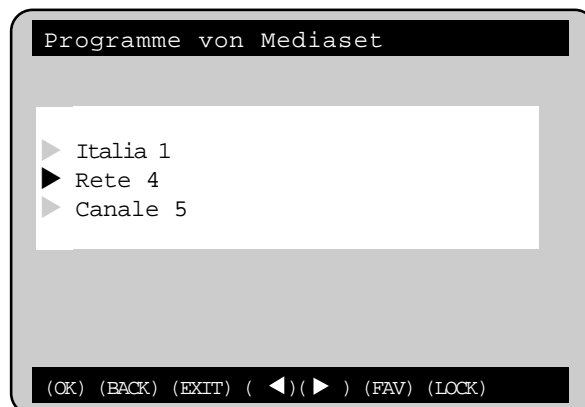 Programme von Mediaset
Italia 1
Rete 4
Canale 5
(OK) (BACK) (EXIT) ( ◀)(▶ ) (FAV) (LOCK)